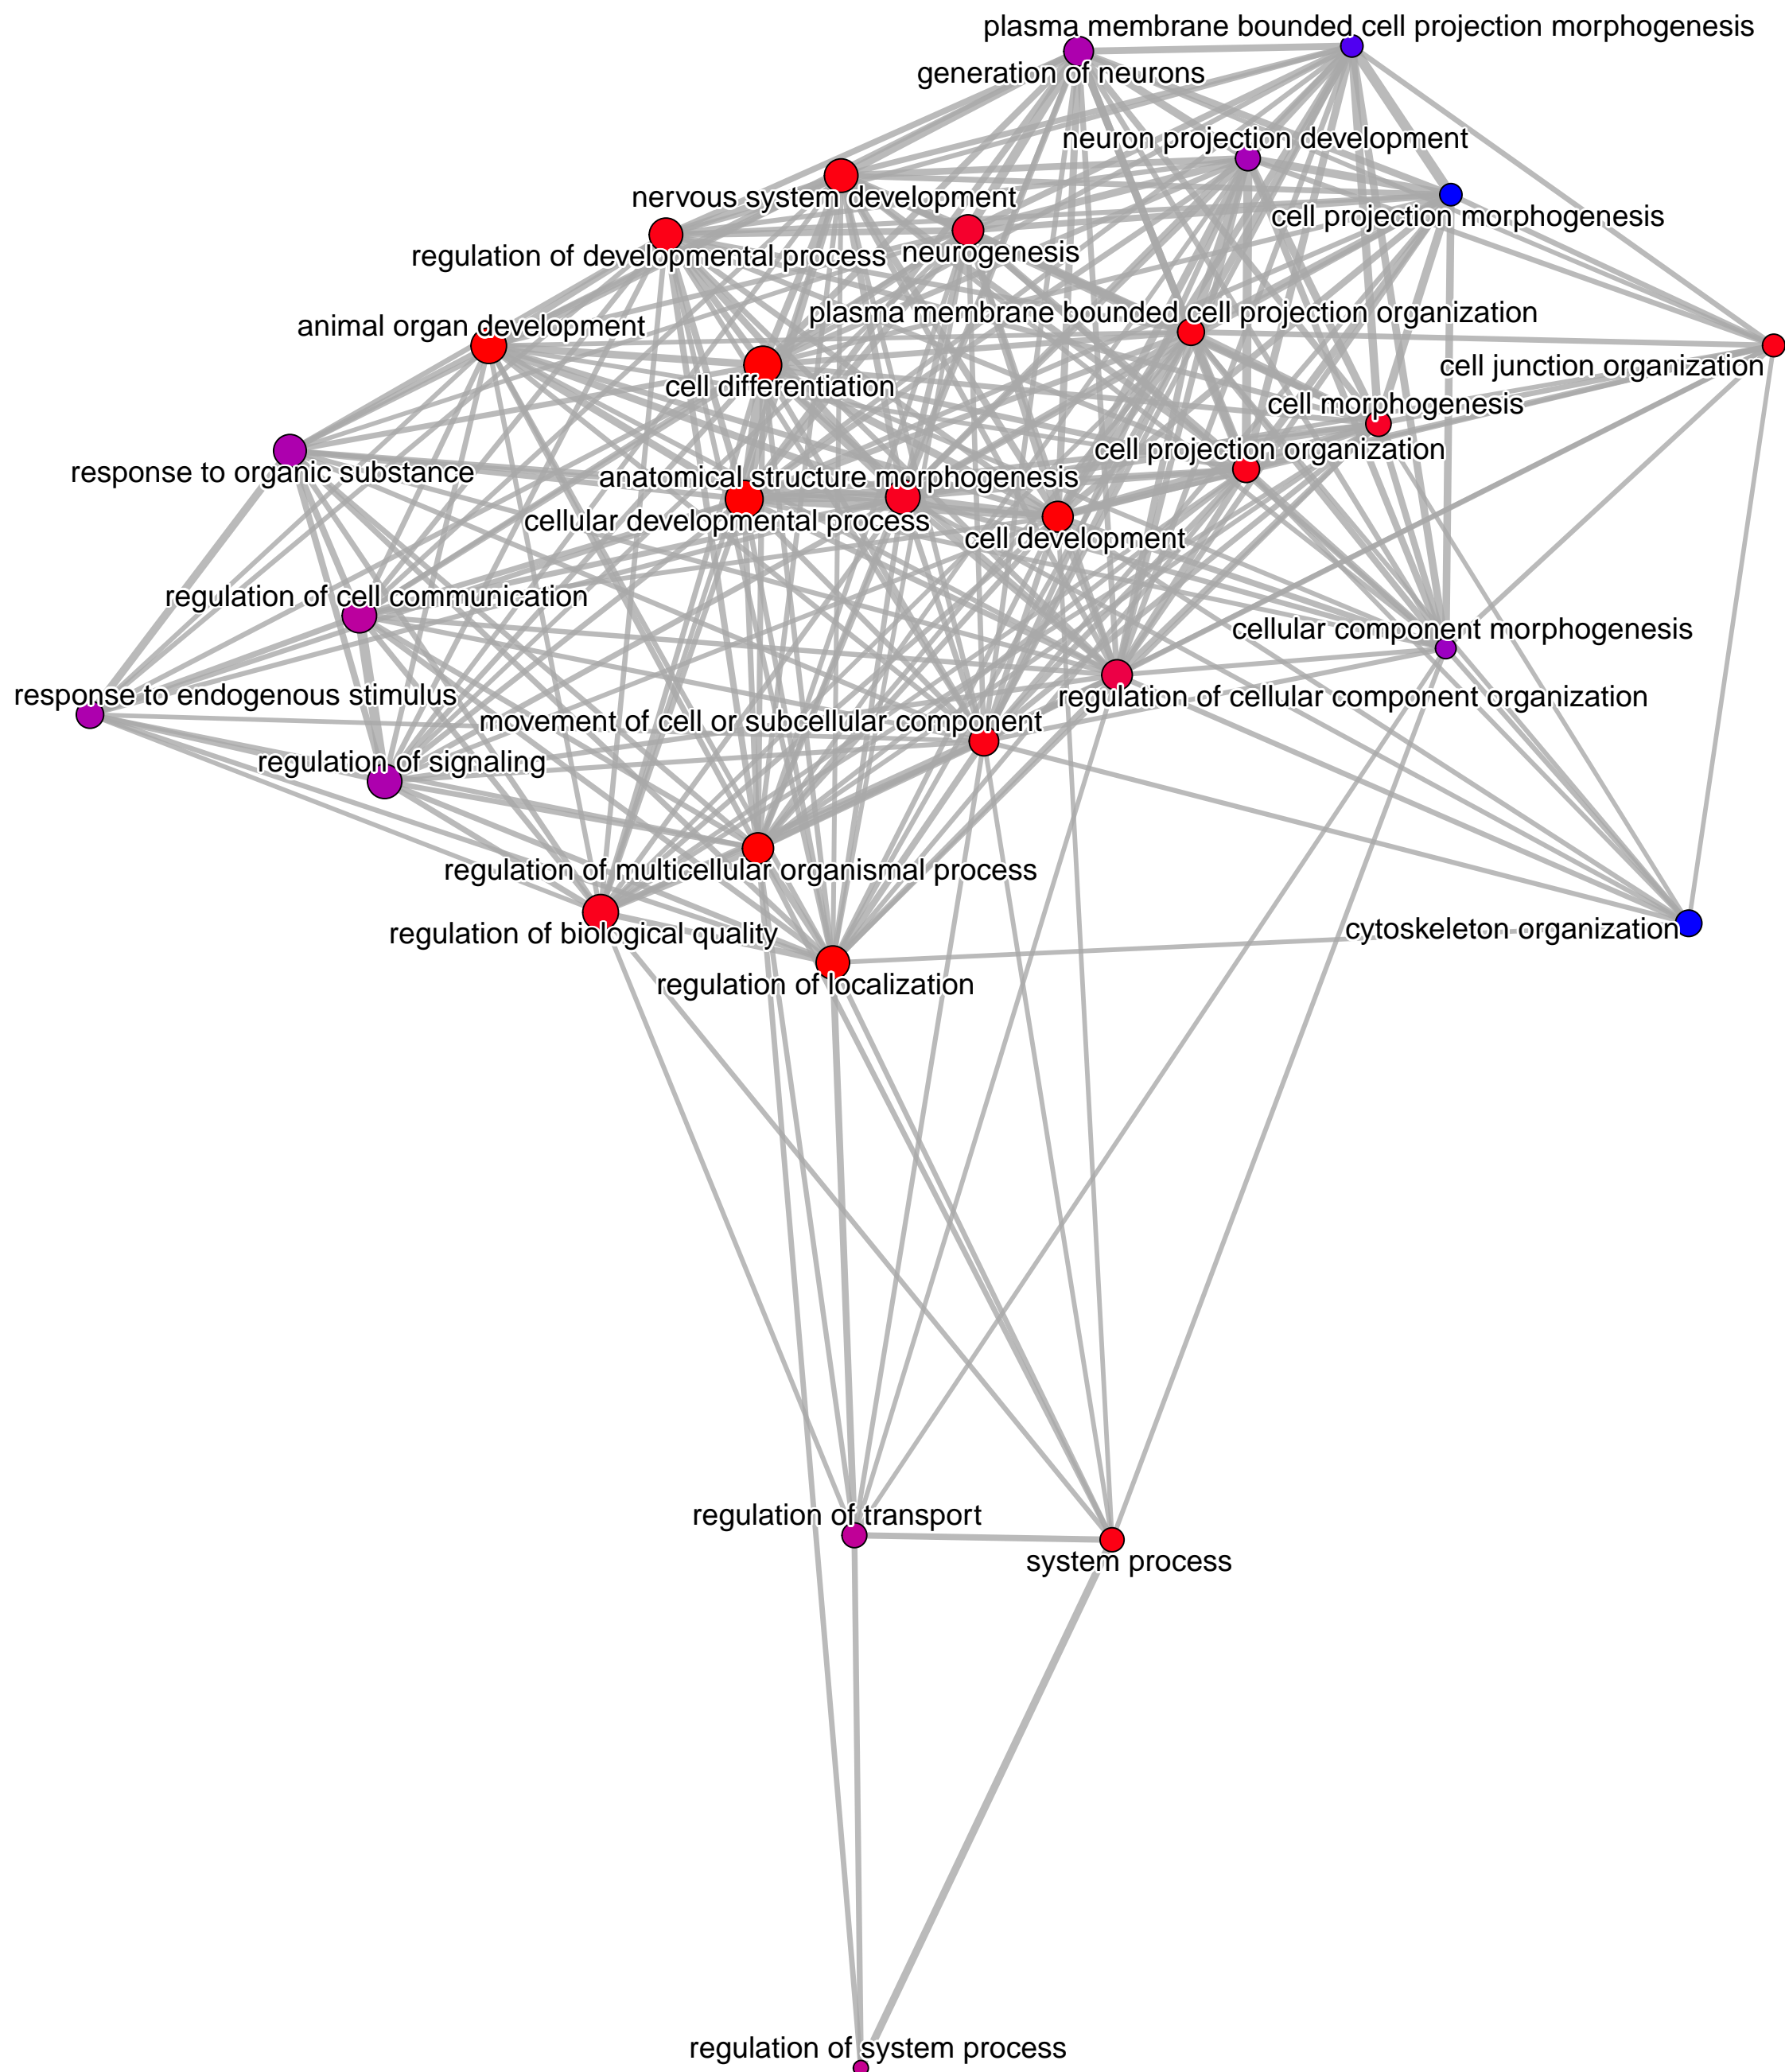 plasma membrane bounded cell projection morphogenesis
generation of neurons
neuron projection development
nervous system development
cell projection morphogenesis
regulation of developmental process
neurogenesis
plasma membrane bounded cell projection organization
animal organ development
cell junction organization
cell differentiation
cell morphogenesis
cell projection organization
response to organic substance
anatomical structure morphogenesis
cellular developmental process
cell development
regulation of cell communication
cellular component morphogenesis
response to endogenous stimulus
regulation of cellular component organization
movement of cell or subcellular component
regulation of signaling
regulation of multicellular organismal process
cytoskeleton organization
regulation of biological quality
regulation of localization
regulation of transport
system process
regulation of system process